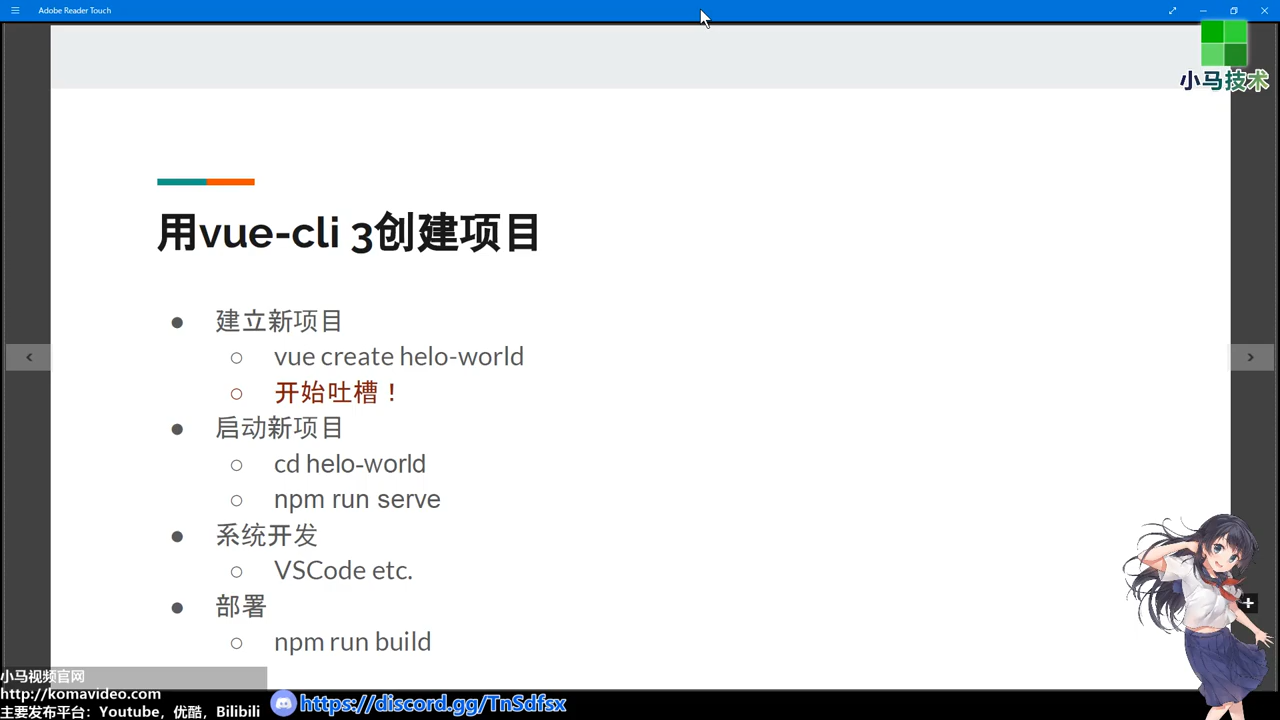 Adobe Reader Touch
小马技术
用vue-cli 3创建项目
建立新项目
vue create helo-world
开始吐槽！
启动新项目
cd helo-world
npm run serve
系统开发
VSCode etc.
部署
npm run build
小马视频官网
http://komavideo.com
主要发布平台：Youtube，优酷，Bilibili
https://discord.gg/TnSdfsx